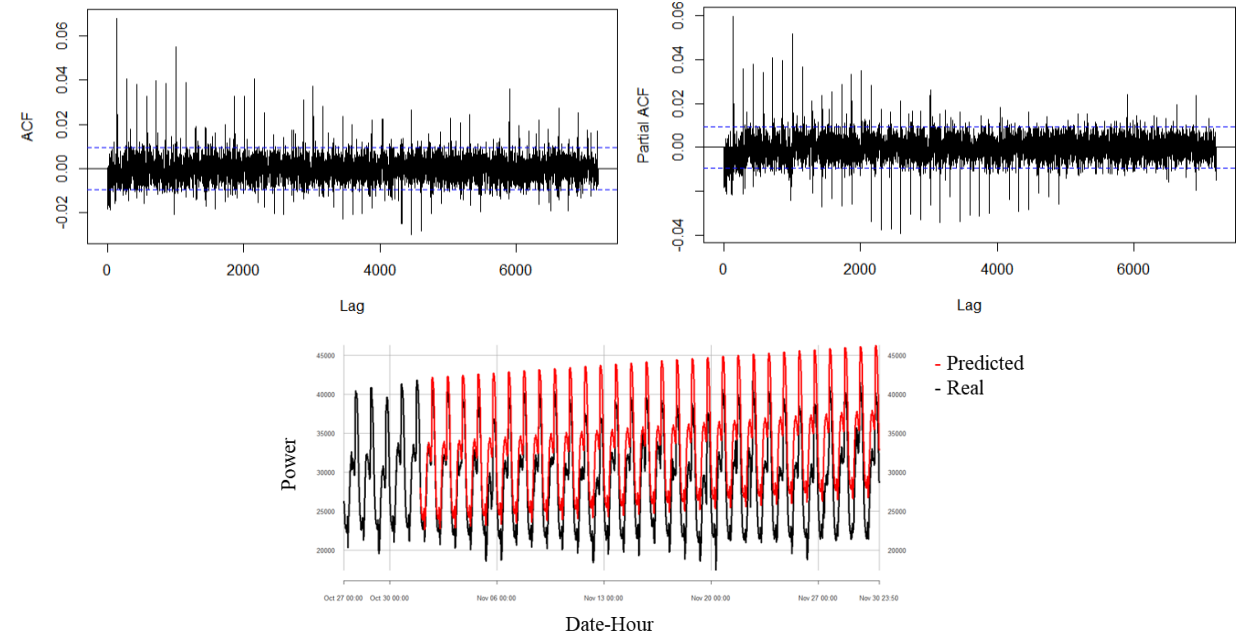 ACF
0.06
0.04
0.02
0.00
-0.02
0 2000 4000 6000
Lag
Partial ACF
0.06
0.04
0.02
0.00
-0.04
0 2000 4000 6000
Lag
Power
45000
40000
35000
30000
25000
20000
45000
40000
35000
30000
25000
20000
Oct 27 00:00 Oct 30 00:00 Nov 06 00:00 Nov 13 00:00 Nov 20 00:00 Nov 27 00:00 Nov 30 23:50
Date-Hour
- Predicted
- Real